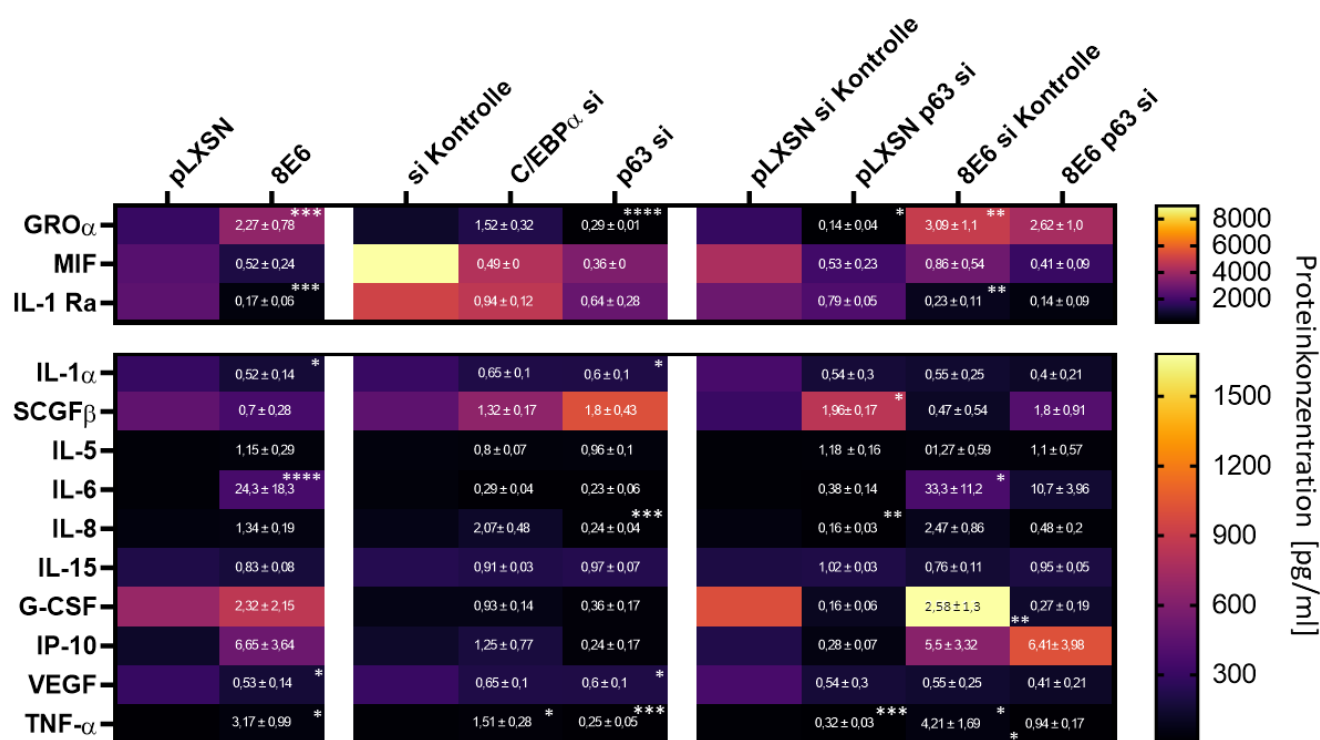 pLXSN 8E6 si Kontrolle C/EBPα si p63 si pLXSN si Kontrolle pLXSN p63 si 8E6 si Kontrolle 8E6 p63 si
GROα 2,27 ± 0,78 *** 1,52 ± 0,32 0,29 ± 0,01 **** 0,14 ± 0,04 * 3,09 ± 1,1 ** 2,62 ± 1,0
MIF 0,52 ± 0,24 0,49 ± 0 0,36 ± 0 0,53 ± 0,23 0,86 ± 0,54 0,41 ± 0,09
IL-1 Ra 0,17 ± 0,06 *** 0,94 ± 0,12 0,64 ± 0,28 0,79 ± 0,05 0,23 ± 0,11 ** 0,14 ± 0,09
8000
6000
4000
2000
IL-1α 0,52 ± 0,14 * 0,65 ± 0,1 0,6 ± 0,1 * 0,54 ± 0,3 0,55 ± 0,25 0,4 ± 0,21
SCGFβ 0,7 ± 0,28 1,32 ± 0,17 1,8 ± 0,43 1,96± 0,17 * 0,47 ± 0,54 1,8 ± 0,91
IL-5 1,15 ± 0,29 0,8 ± 0,07 0,96 ± 0,1 1,18 ± 0,16 01,27 ± 0,59 1,1 ± 0,57
IL-6 24,3 ± 18,3 **** 0,29 ± 0,04 0,23 ± 0,06 0,38 ± 0,14 33,3 ± 11,2 * 10,7 ± 3,96
IL-8 1,34 ± 0,19 2,07± 0,48 0,24 ± 0,04 *** 0,16 ± 0,03 ** 2,47 ± 0,86 0,48 ± 0,2
IL-15 0,83 ± 0,08 0,91 ± 0,03 0,97 ± 0,07 1,02 ± 0,03 0,76 ± 0,11 0,95 ± 0,05
G-CSF 2,32 ± 2,15 0,93 ± 0,14 0,36 ± 0,17 0,16 ± 0,06 2,58 ± 1,3 0,27 ± 0,19
IP-10 6,65 ± 3,64 1,25 ± 0,77 0,24 ± 0,17 0,28 ± 0,07 5,5 ± 3,32 ** 6,41± 3,98
VEGF 0,53 ± 0,14 * 0,65 ± 0,1 0,6 ± 0,1 * 0,54 ± 0,3 0,55 ± 0,25 0,41 ± 0,21
TNF-α 3,17 ± 0,99 * 1,51 ± 0,28 * 0,25 ± 0,05 *** 0,32 ± 0,03 *** 4,21 ± 1,69 * * 0,94 ± 0,17
1500
1200
900
600
300
Proteinkonzentration [pg/ml]